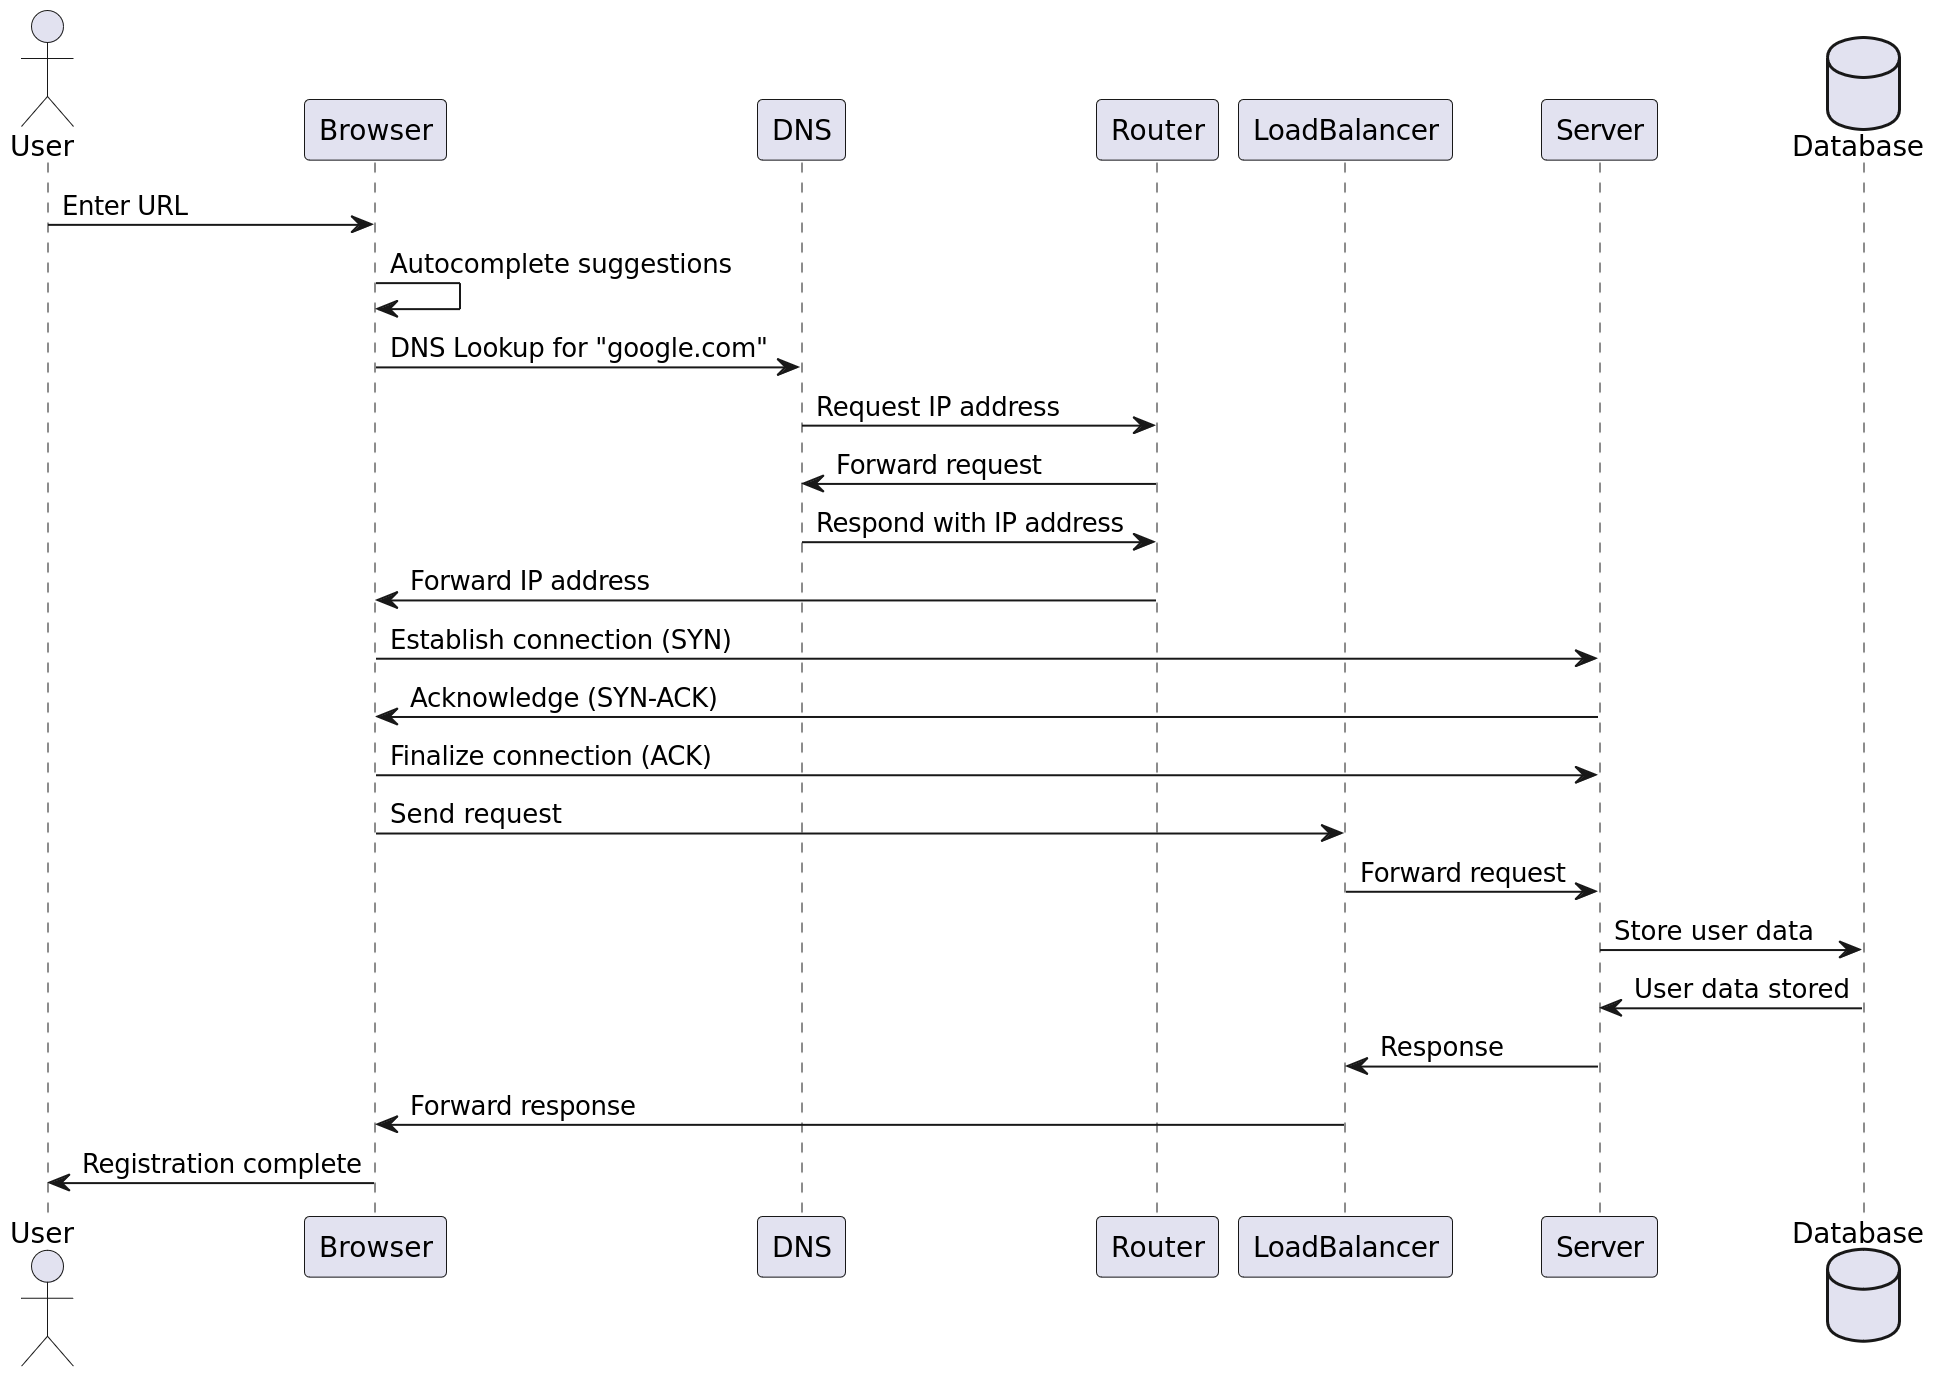 User
Browser
DNS
Router
LoadBalancer
Server
Database
Enter URL
Autocomplete suggestions
DNS Lookup for "google.com"
Request IP address
Forward request
Respond with IP address
Forward IP address
Establish connection (SYN)
Acknowledge (SYN-ACK)
Finalize connection (ACK)
Send request
Forward request
Store user data
User data stored
Response
Forward response
Registration complete
User
Browser
DNS
Router
LoadBalancer
Server
Database